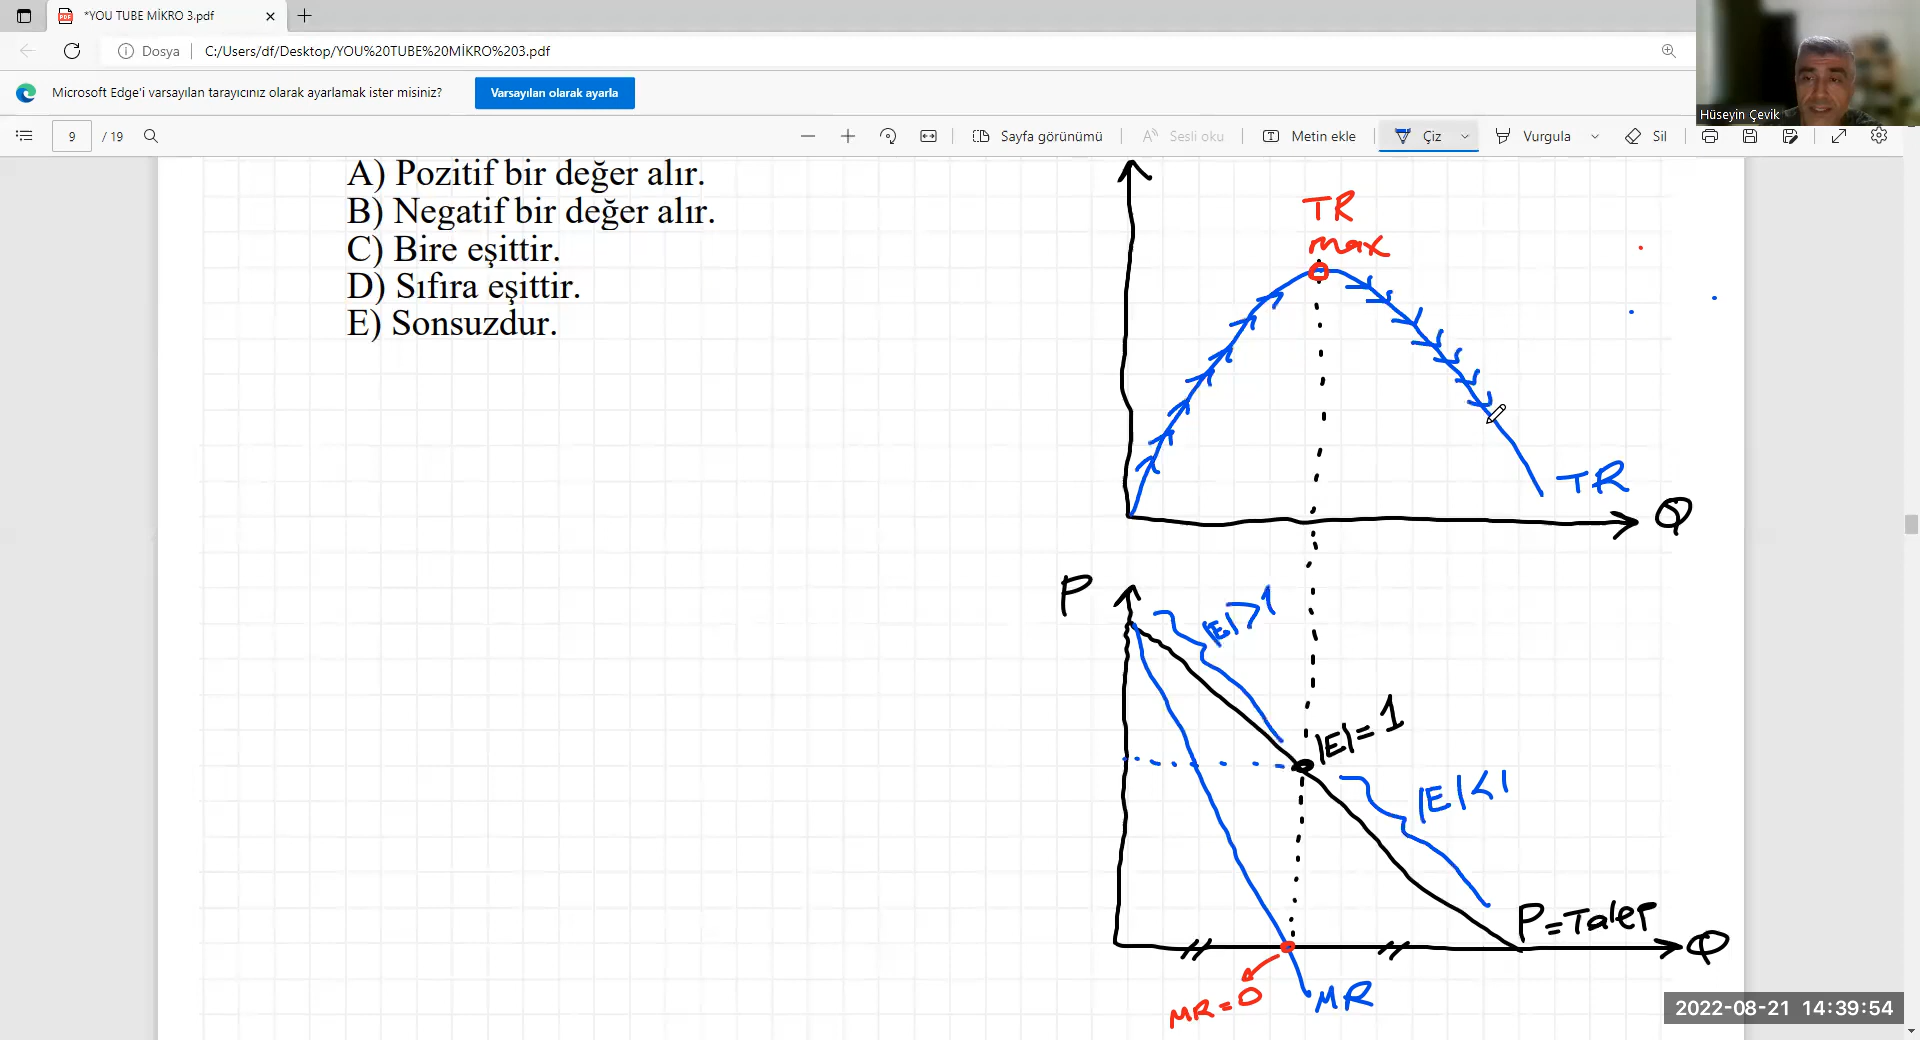 *YOU TUBE MİKRO 3.pdf
Dosya
C:/Users/df/Desktop/YOU%20TUBE%20MİKRO%203.pdf
Microsoft Edge'i varsayılan tarayıcınız olarak ayarlamak ister misiniz?
Varsayılan olarak ayarla
Hüseyin Çevik
9 / 19
Sayfa görünümü
Sesli oku
Metin ekle
Çiz
Vurgula
Sil
A) Pozitif bir değer alır.
B) Negatif bir değer alır.
C) Bire eşittir.
D) Sıfıra eşittir.
E) Sonsuzdur.
TR
max
TR
Q
P
|E|>1
|E|=1
|E|<1
P=Talep
Q
MR=0
MR
2022-08-21 14:39:54